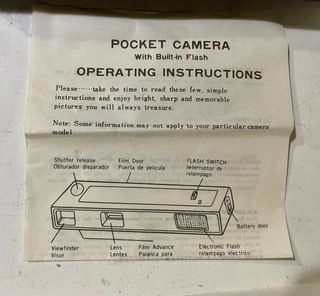 POCKET CAMERA
With Built-in Flash
OPERATING INSTRUCTIONS
Please······take the time to read these few, simple
instructions and enjoy bright, sharp and memorable
pictures you will always treasure.
Note: Some information may not apply to your particular camera
model
Shutter release
Obturador disparador
Film Door
Puerta de pelicula
FLASH SWITCH
Interruptor de
relampago
Battery door
Viewfinder
Visor
Lens
Lentes
Film Advance
Palanca para
Electronic Flash
relampago electrico